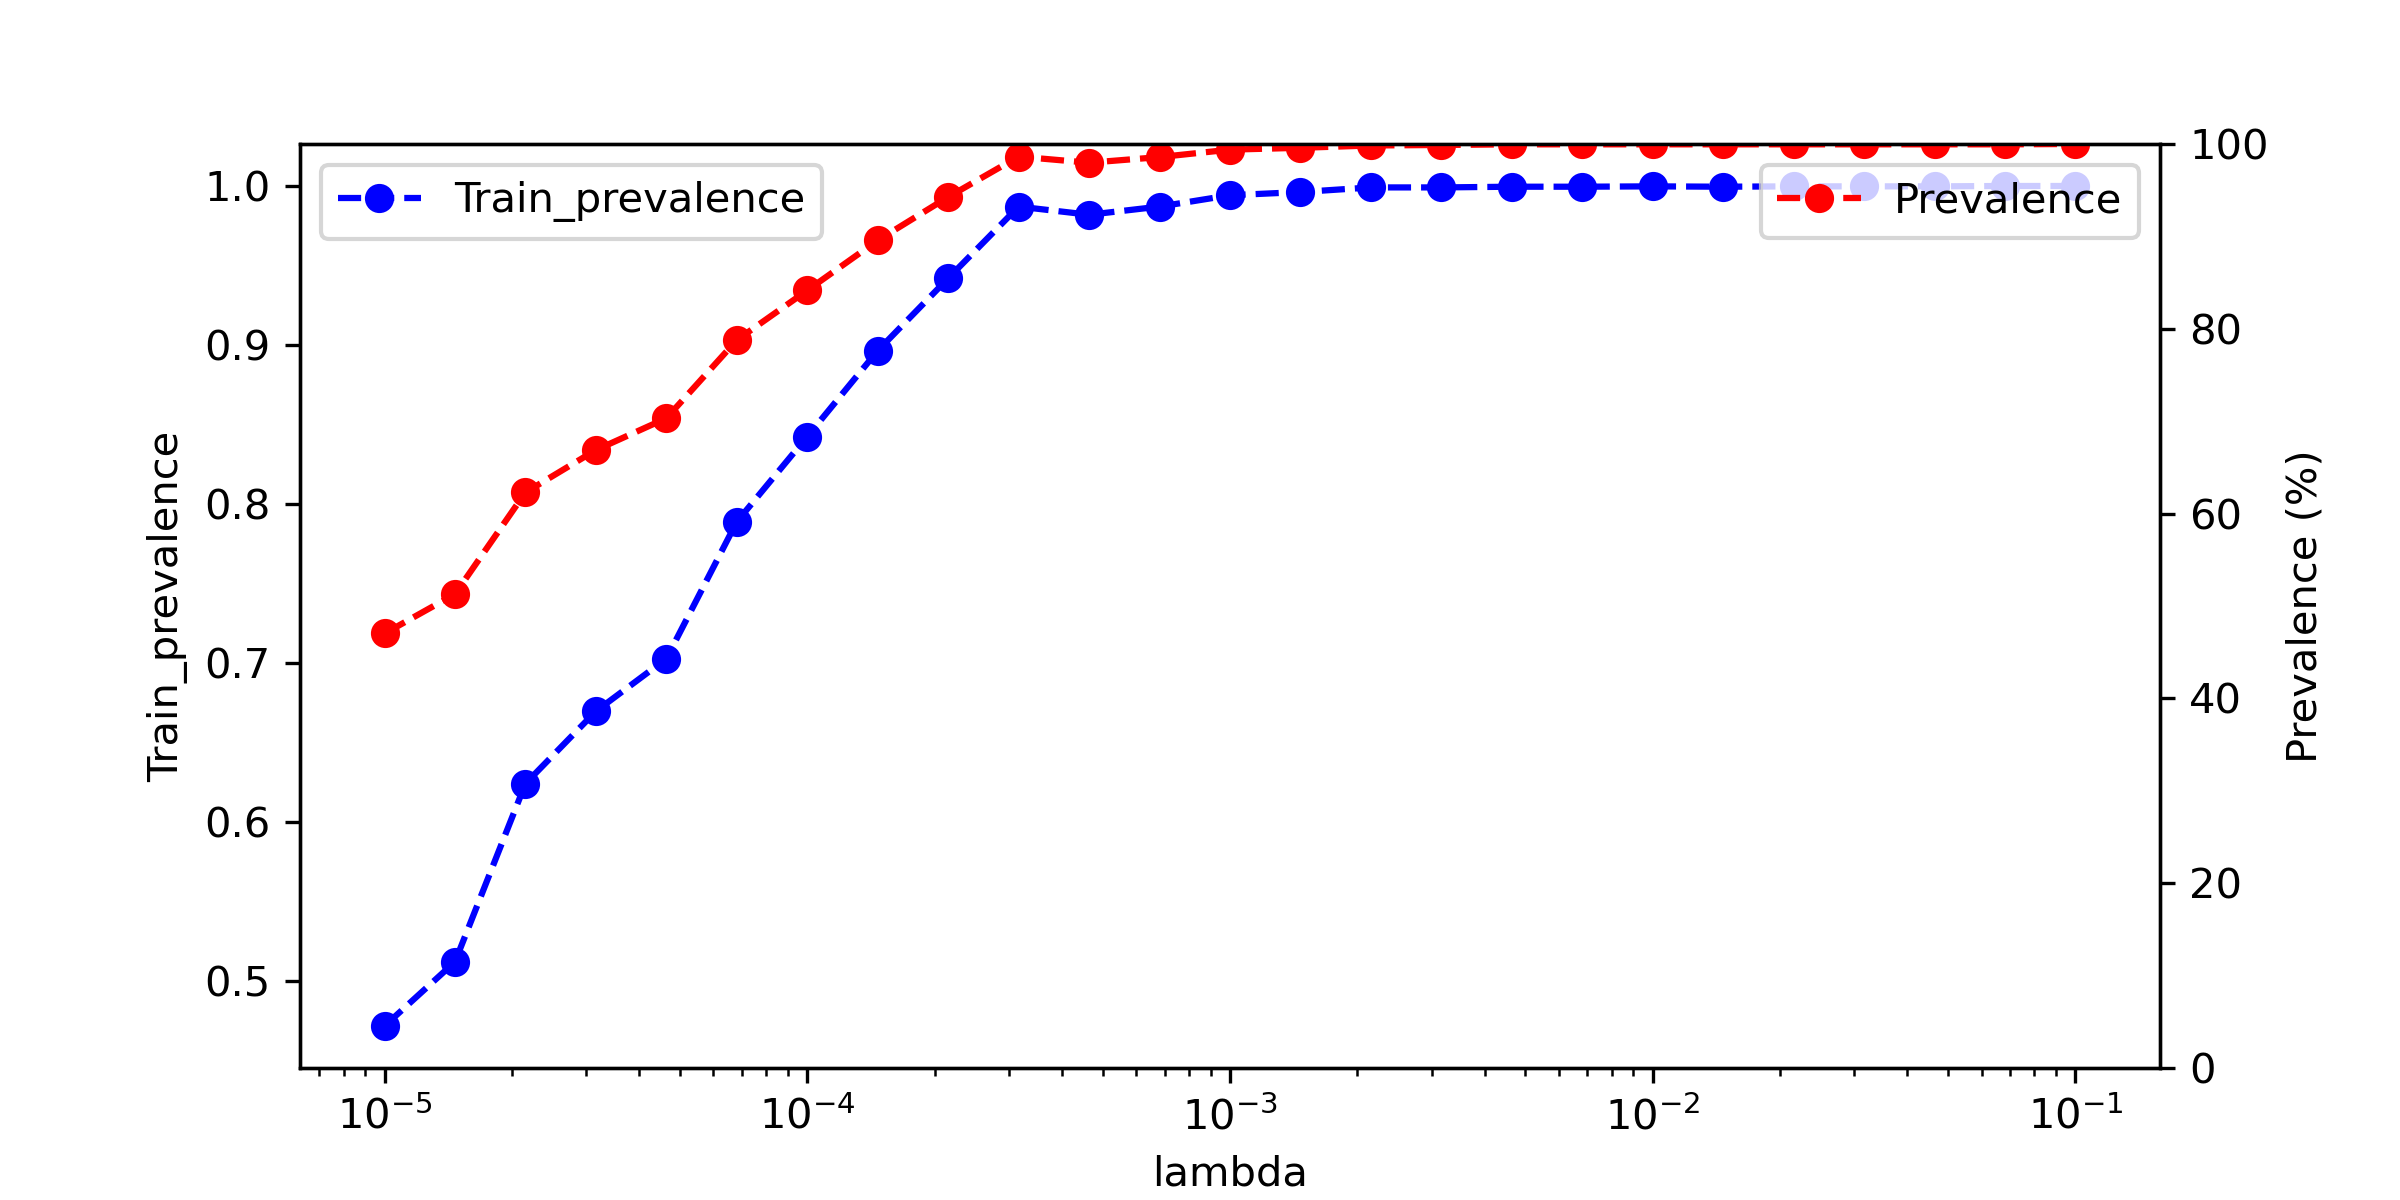 Train_prevalence
Prevalence
1.0
0.9
0.8
0.7
0.6
0.5
Train_prevalence
100
80
60
40
20
0
Prevalence (%)
10⁻⁵ 10⁻⁴ 10⁻³ 10⁻² 10⁻¹
lambda